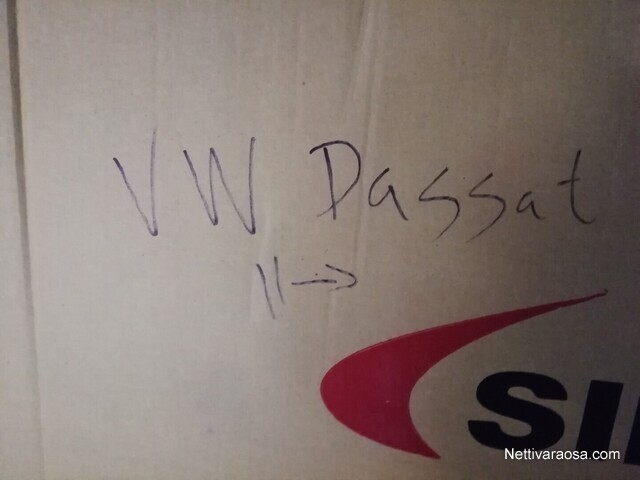 VW Passat
11→
SI
Nettivaraosa.com